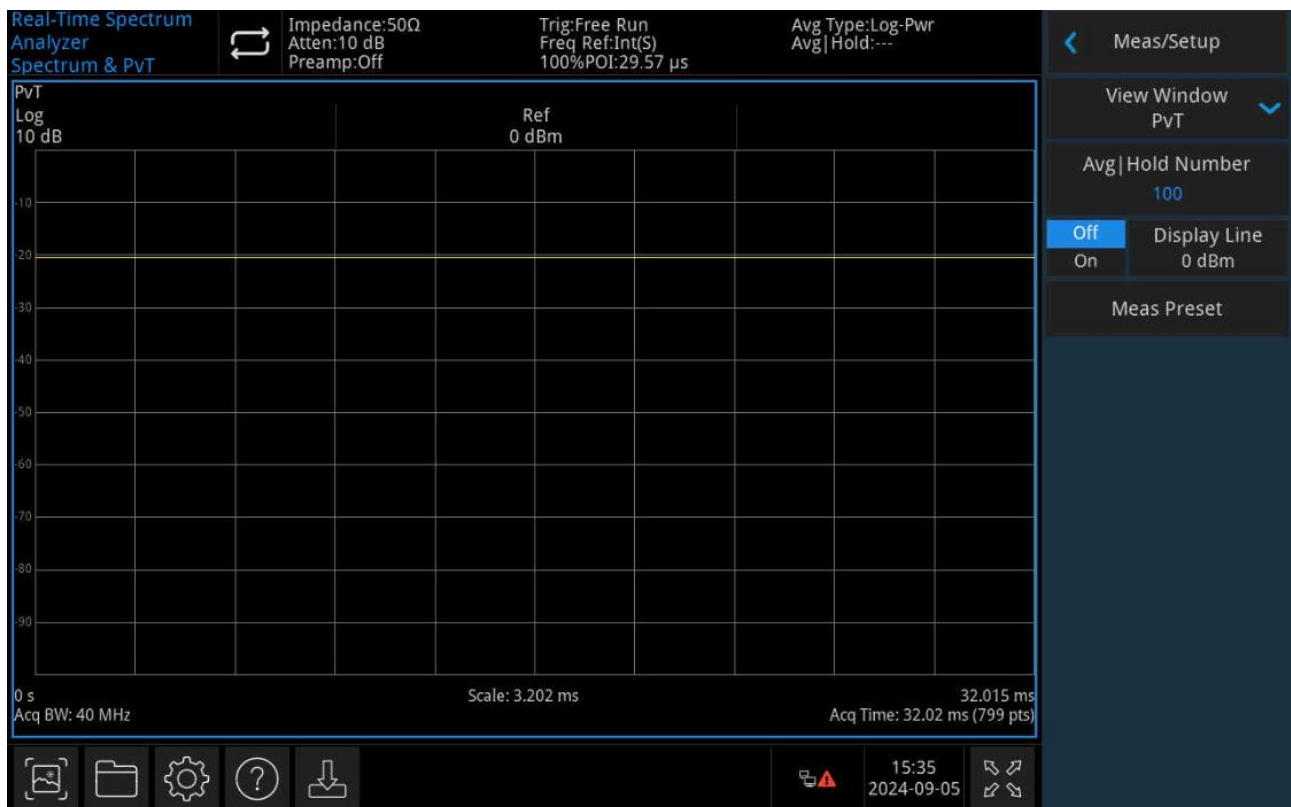 Real-Time Spectrum
Analyzer
Spectrum & PvT
Impedance:50Ω
Atten:10 dB
Preamp:Off
Trig:Free Run
Freq Ref:Int(S)
100%POI:29.57 µs
Avg Type:Log-Pwr
Avg|Hold:---
Meas/Setup
View Window
PvT
Avg|Hold Number
100
Off
On
Display Line
0 dBm
Meas Preset
PvT
Log
10 dB
Ref
0 dBm
-10
-20
-30
-40
-50
-60
-70
-80
-90
0 s
Scale: 3.202 ms
32.015 ms
Acq BW: 40 MHz
Acq Time: 32.02 ms (799 pts)
?
15:35
2024-09-05